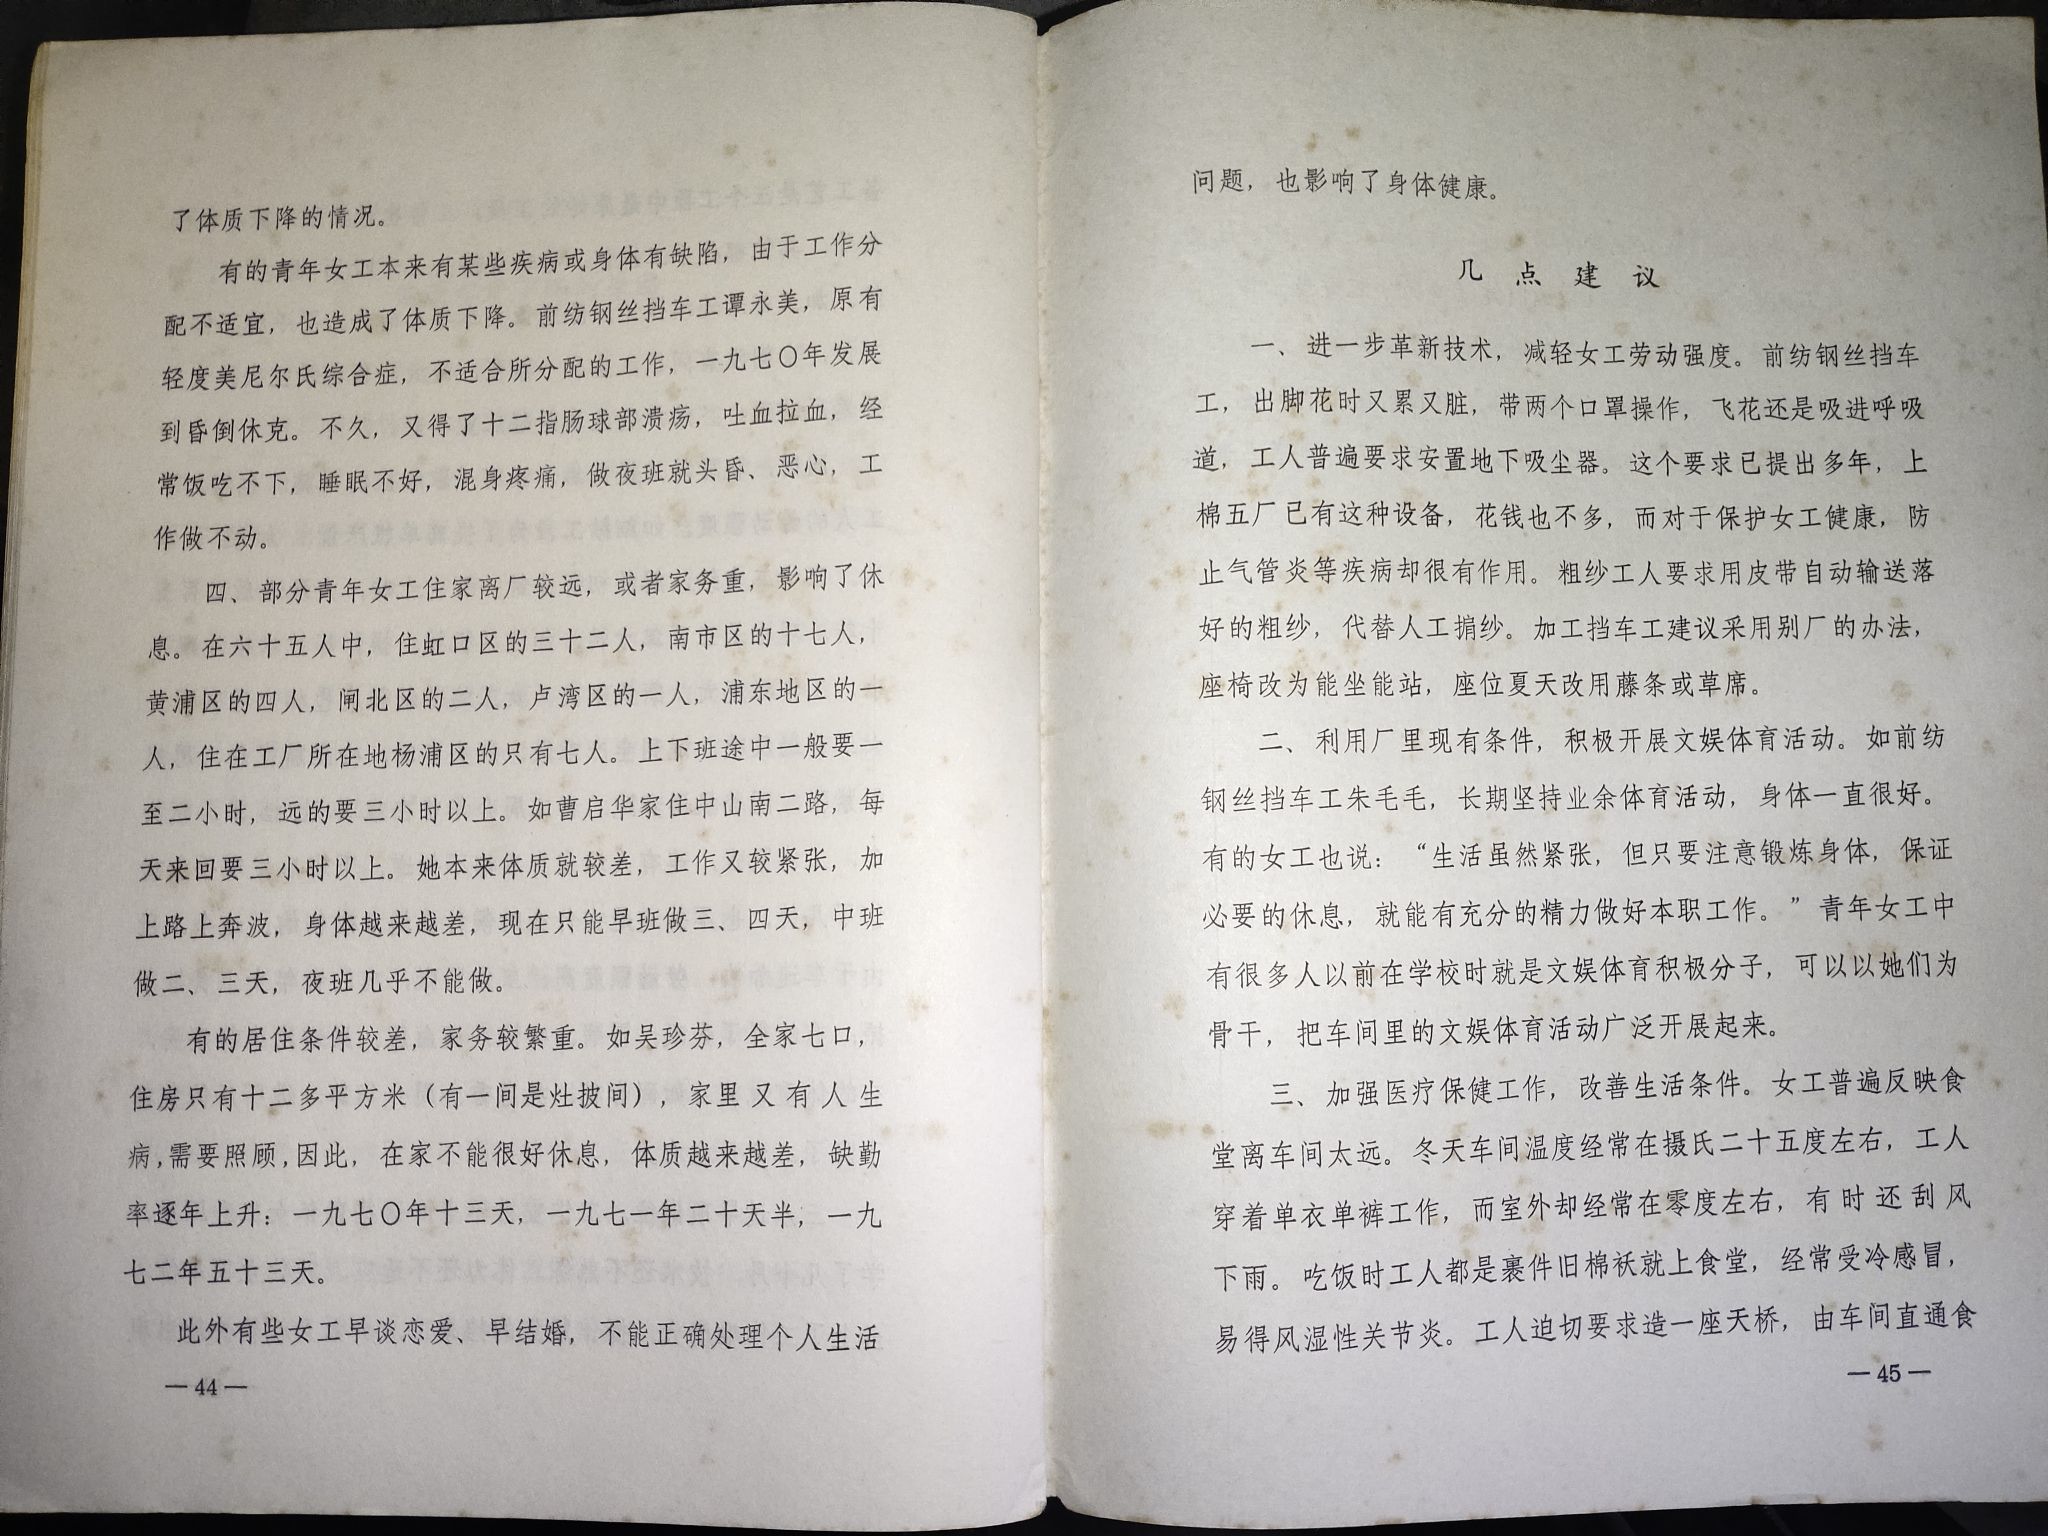 了体质下降的情况。
有的青年女工本来有某些疾病或身体有缺陷，由于工作分
配不适宜，也造成了体质下降。前纺钢丝挡车工谭永美，原有
轻度美尼尔氏综合症，不适合所分配的工作，一九七〇年发展
到昏倒休克。不久，又得了十二指肠球部溃疡，吐血拉血，经
常饭吃不下，睡眠不好，混身疼痛，做夜班就头昏、恶心，工
作做不动。
四、部分青年女工住家离厂较远，或者家务重，影响了休
息。在六十五人中，住虹口区的三十二人，南市区的十七人，
黄浦区的四人，闸北区的二人，卢湾区的一人，浦东地区的一
人，住在工厂所在地杨浦区的只有七人。上下班途中一般要一
至二小时，远的要三小时以上。如曹启华家住中山南二路，每
天来回要三小时以上。她本来体质就较差，工作又较紧张，加
上路上奔波，身体越来越差，现在只能早班做三、四天，中班
做二、三天，夜班几乎不能做。
有的居住条件较差，家务较繁重。如吴珍芬，全家七口，
住房只有十二多平方米（有一间是灶披间），家里又有人生
病，需要照顾，因此，在家不能很好休息，体质越来越差，缺勤
率逐年上升：一九七〇年十三天，一九七一年二十天半，一九
七二年五十三天。
此外有些女工早谈恋爱、早结婚，不能正确处理个人生活
—44—
问题，也影响了身体健康。
几点建议
一、进一步革新技术，减轻女工劳动强度。前纺钢丝挡车
工，出脚花时又累又脏，带两个口罩操作，飞花还是吸进呼吸
道，工人普遍要求安置地下吸尘器。这个要求已提出多年，上
棉五厂已有这种设备，花钱也不多，而对于保护女工健康，防
止气管炎等疾病却很有作用。粗纱工人要求用皮带自动输送落
好的粗纱，代替人工掮纱。加工挡车工建议采用别厂的办法，
座椅改为能坐能站，座位夏天改用藤条或草席。
二、利用厂里现有条件，积极开展文娱体育活动。如前纺
钢丝挡车工朱毛毛，长期坚持业余体育活动，身体一直很好。
有的女工也说：“生活虽然紧张，但只要注意锻炼身体，保证
必要的休息，就能有充分的精力做好本职工作。”青年女工中
有很多人以前在学校时就是文娱体育积极分子，可以以她们为
骨干，把车间里的文娱体育活动广泛开展起来。
三、加强医疗保健工作，改善生活条件。女工普遍反映食
堂离车间太远。冬天车间温度经常在摄氏二十五度左右，工人
穿着单衣单裤工作，而室外却经常在零度左右，有时还刮风
下雨。吃饭时工人都是裹件旧棉袄就上食堂，经常受冷感冒，
易得风湿性关节炎。工人迫切要求造一座天桥，由车间直通食
—45—